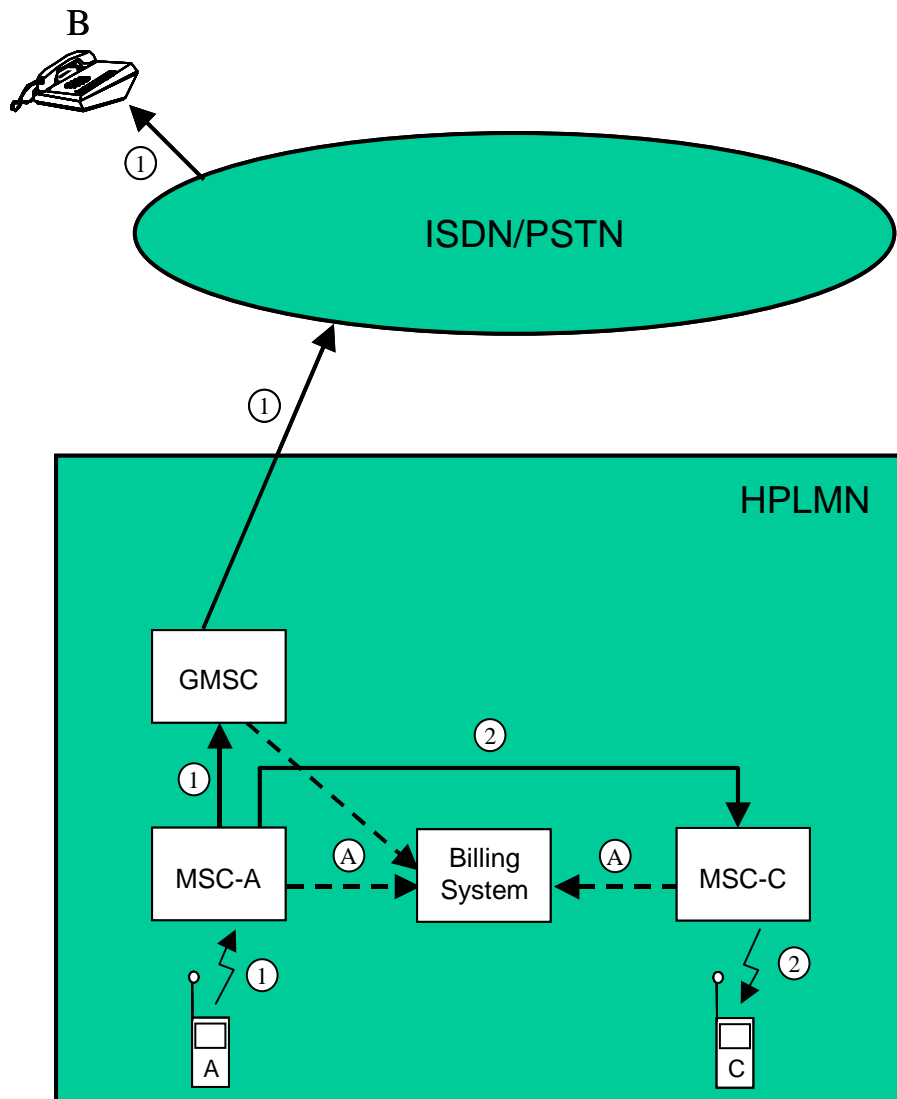 B
1
ISDN/PSTN
1
HPLMN
GMSC
2
1
MSC-A
A
Billing
System
A
MSC-C
1
2
A
C